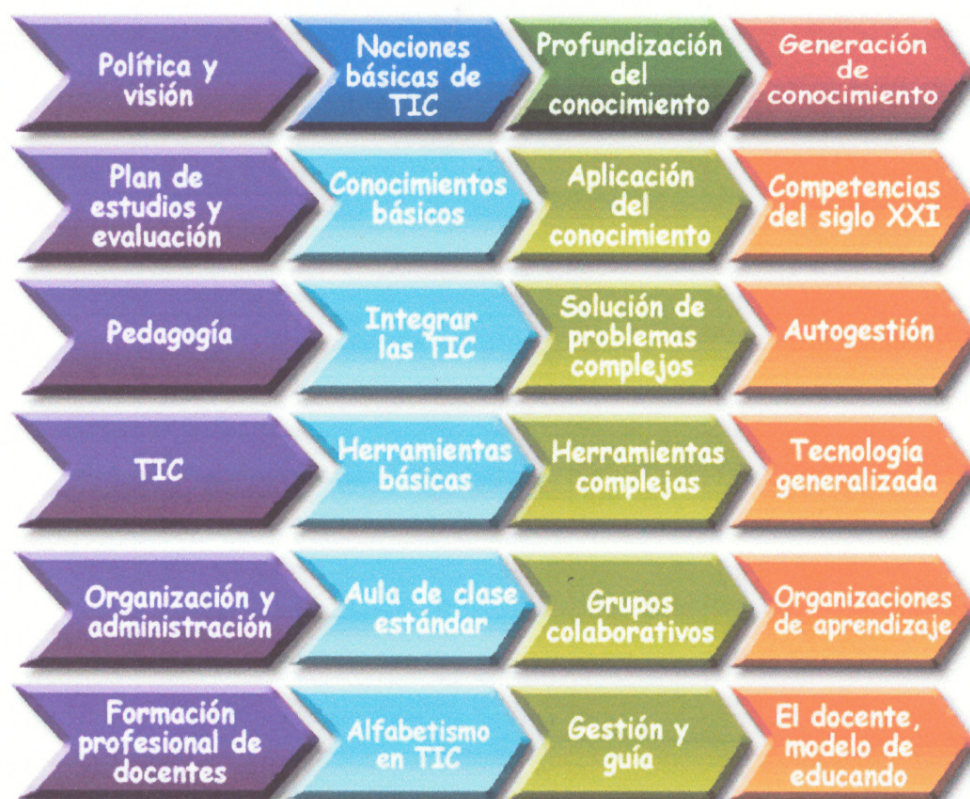 Política y
visión
Nociones
básicas de
TIC
Profundización
del
conocimiento
Generación
de
conocimiento
Plan de
estudios y
evaluación
Conocimientos
básicos
Aplicación
del
conocimiento
Competencias
del siglo XXI
Pedagogía
Integrar
las TIC
Solución de
problemas
complejos
Autogestión
TIC
Herramientas
básicas
Herramientas
complejas
Tecnología
generalizada
Organización y
administración
Aula de clase
estándar
Grupos
colaborativos
Organizaciones
de aprendizaje
Formación
profesional de
docentes
Alfabetismo
en TIC
Gestión y
guía
El docente,
modelo de
educando